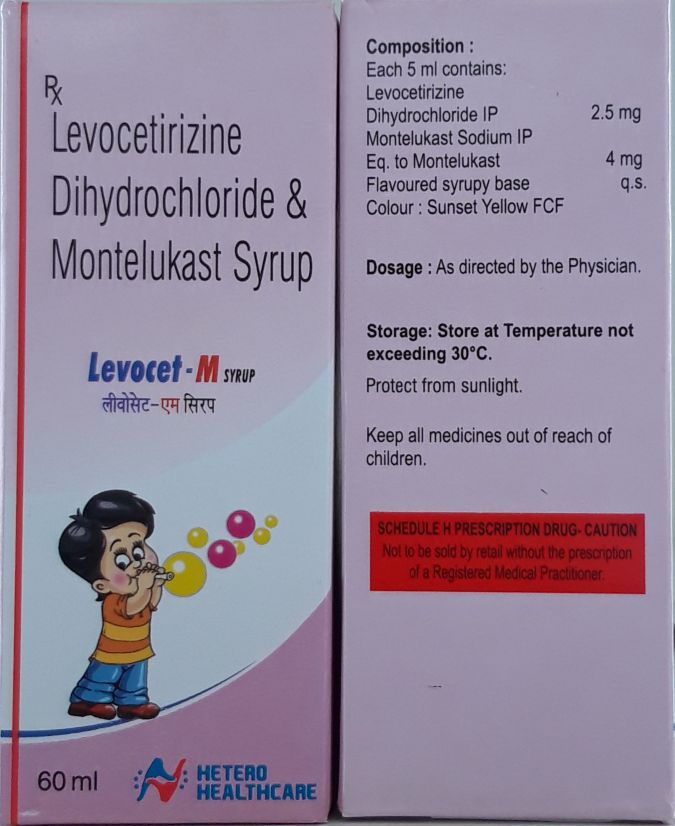 Rx
Levocetirizine
Dihydrochloride &
Montelukast Syrup
Levocet-M SYRUP
लीवोसेट-एम सिरप
60 ml
HETERO
HEALTHCARE
Composition :
Each 5 ml contains:
Levocetirizine
Dihydrochloride IP 2.5 mg
Montelukast Sodium IP
Eq. to Montelukast 4 mg
Flavoured syrupy base q.s.
Colour : Sunset Yellow FCF
Dosage : As directed by the Physician.
Storage: Store at Temperature not
exceeding 30°C.
Protect from sunlight.
Keep all medicines out of reach of
children.
SCHEDULE H PRESCRIPTION DRUG- CAUTION
Not to be sold by retail without the prescription
of a Registered Medical Practitioner.